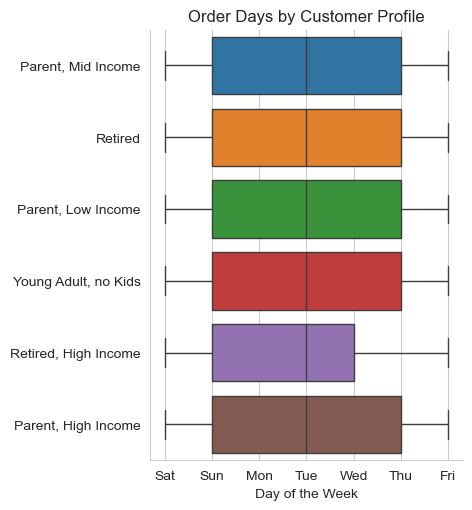 Order Days by Customer Profile
Parent, Mid Income
Retired
Parent, Low Income
Young Adult, no Kids
Retired, High Income
Parent, High Income
Sat Sun Mon Tue Wed Thu Fri
Day of the Week